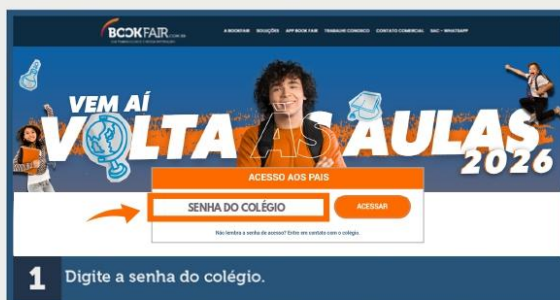 BOOKFAIR.COM.BR
A BOOKFAIR SOLUÇÕES APP BOOK FAIR TRABALHE CONOSCO CONTATO COMERCIAL SAC - WHATSAPP
VEM AÍ
VOLTA ÀS AULAS
2026
ACESSO AOS PAIS
SENHA DO COLÉGIO
ACESSAR
Não lembra a senha de acesso? Entre em contato com o colégio.
1 Digite a senha do colégio.